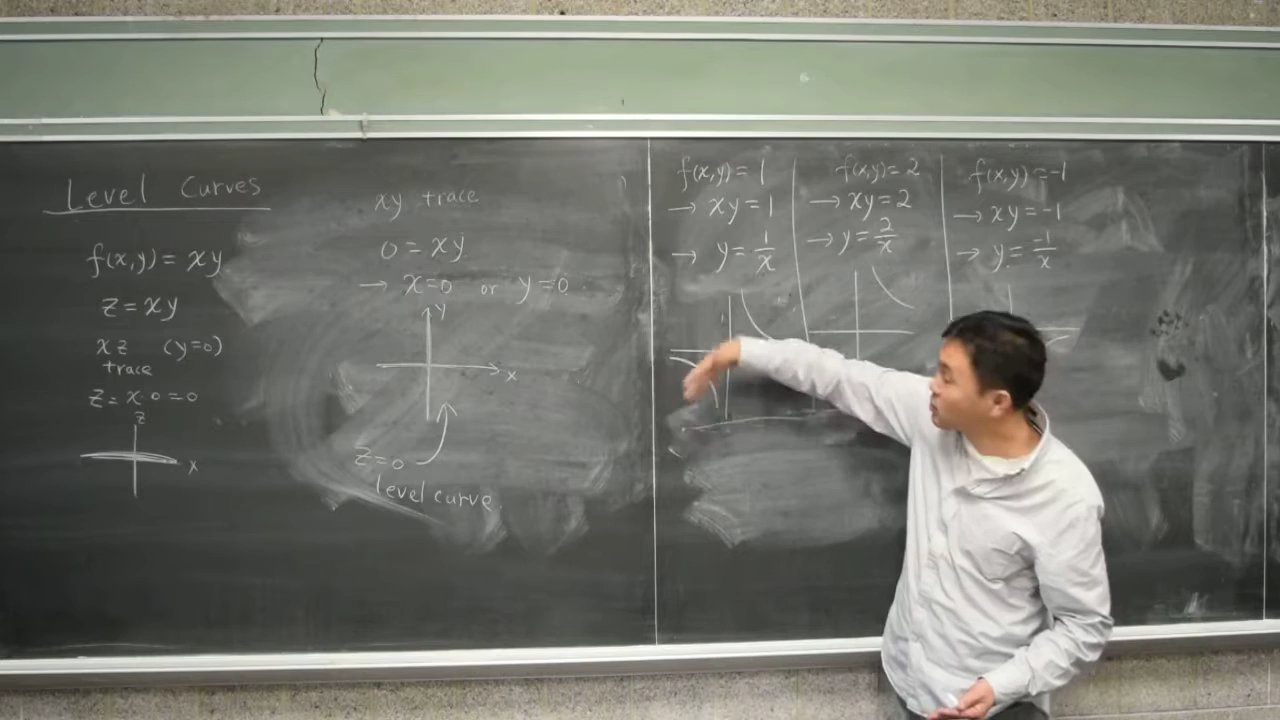 Level Curves
f(x,y) = xy
z = xy
xz (y=0)
trace
z = x·0 = 0
z
x
xy trace
0 = xy
→ x=0 or y=0
y
x
z=0
level curve
f(x,y) = 1
→ xy=1
→ y = 1/x
f(x,y) = 2
→ xy=2
→ y = 2/x
f(x,y) = -1
→ xy=-1
→ y = -1/x